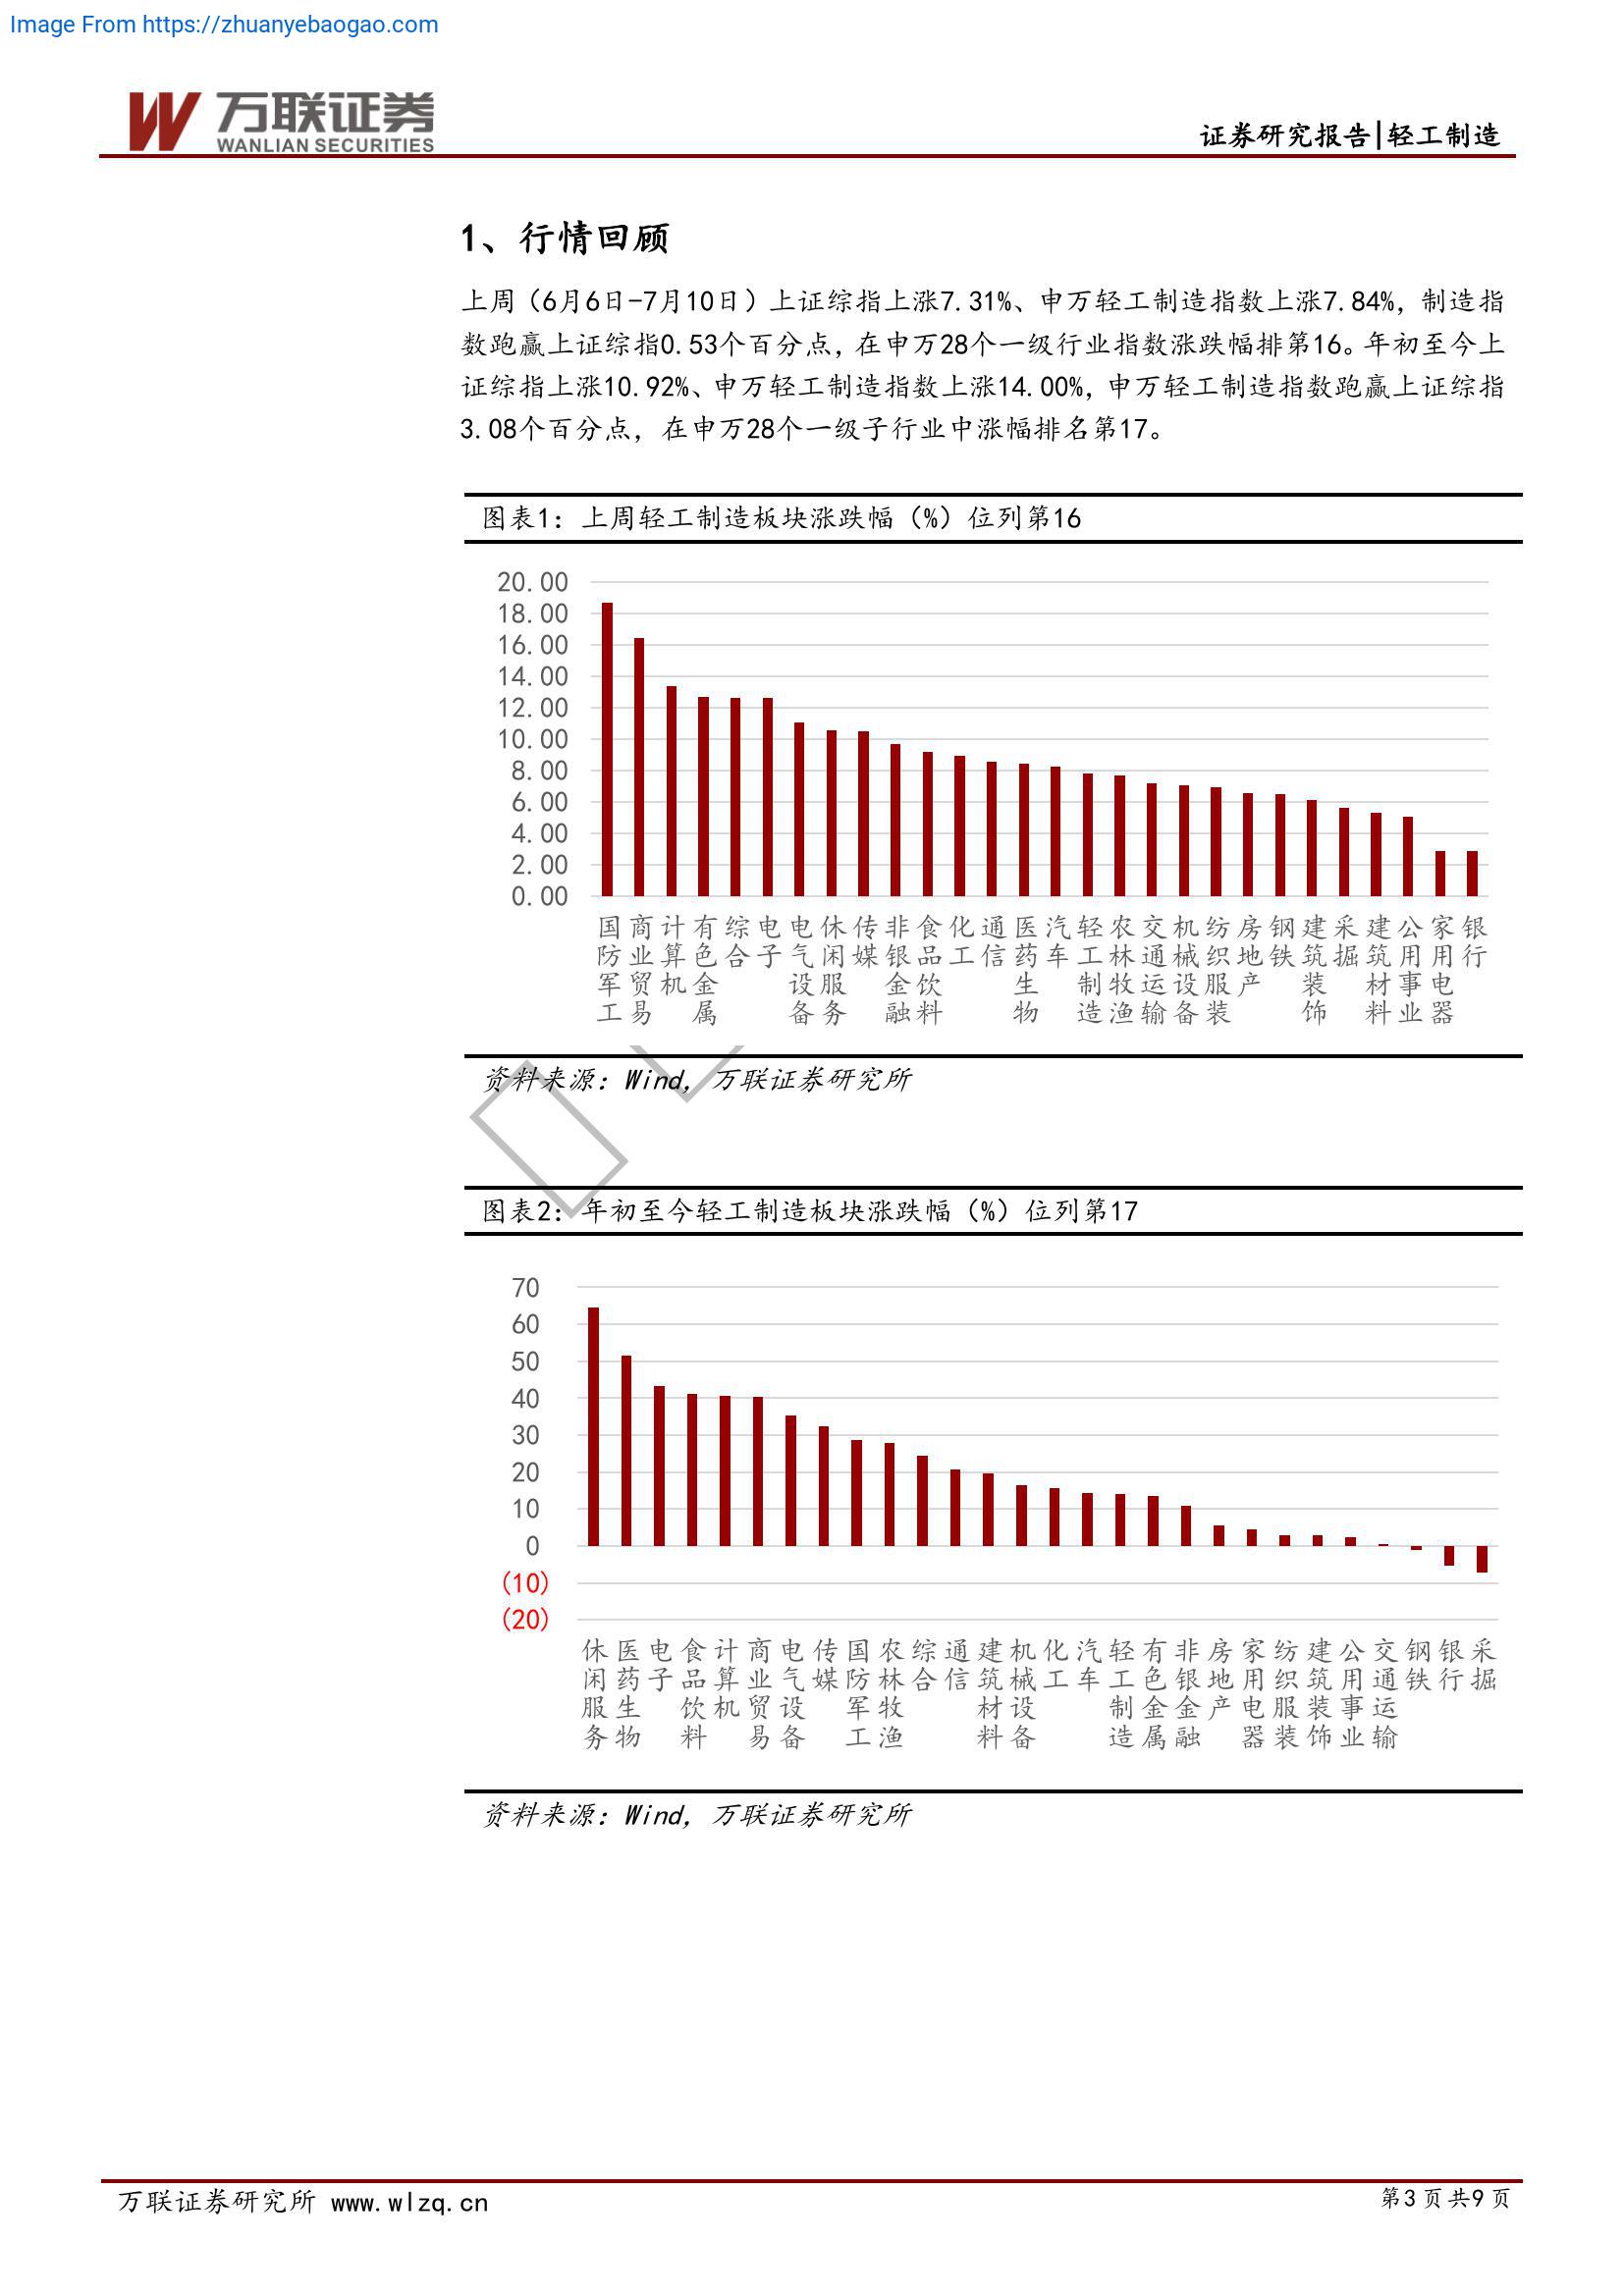 Image From https://zhuanyebaogao.com
万联证券
WANLIAN SECURITIES
证券研究报告|轻工制造
1、行情回顾
上周（6月6日-7月10日）上证综指上涨7.31%、申万轻工制造指数上涨7.84%，制造指
数跑赢上证综指0.53个百分点，在申万28个一级行业指数涨跌幅排第16。年初至今上
证综指上涨10.92%、申万轻工制造指数上涨14.00%，申万轻工制造指数跑赢上证综指
3.08个百分点，在申万28个一级子行业中涨幅排名第17。
图表1：上周轻工制造板块涨跌幅（%）位列第16
20.00
18.00
16.00
14.00
12.00
10.00
8.00
6.00
4.00
2.00
0.00
国防军工
商业贸易
计算机
有色金属
综合
电子
电气设备
休闲服务
传媒
非银金融
食品饮料
化工
通信
医药生物
汽车
轻工制造
农林牧渔
交通运输
机械设备
纺织服装
房地产
钢铁
建筑装饰
采掘
建筑材料
公用事业
家用电器
银行
资料来源：Wind，万联证券研究所
图表2：年初至今轻工制造板块涨跌幅（%）位列第17
70
60
50
40
30
20
10
0
(10)
(20)
休闲服务
医药生物
电子
食品饮料
计算机
商业贸易
电气设备
传媒
国防军工
农林牧渔
综合
通信
建筑材料
机械设备
化工
汽车
轻工制造
有色金属
非银金融
房地产
家用电器
纺织服装
建筑装饰
公用事业
交通运输
钢铁
银行
采掘
资料来源：Wind，万联证券研究所
万联证券研究所 www.wlzq.cn
第3页共9页